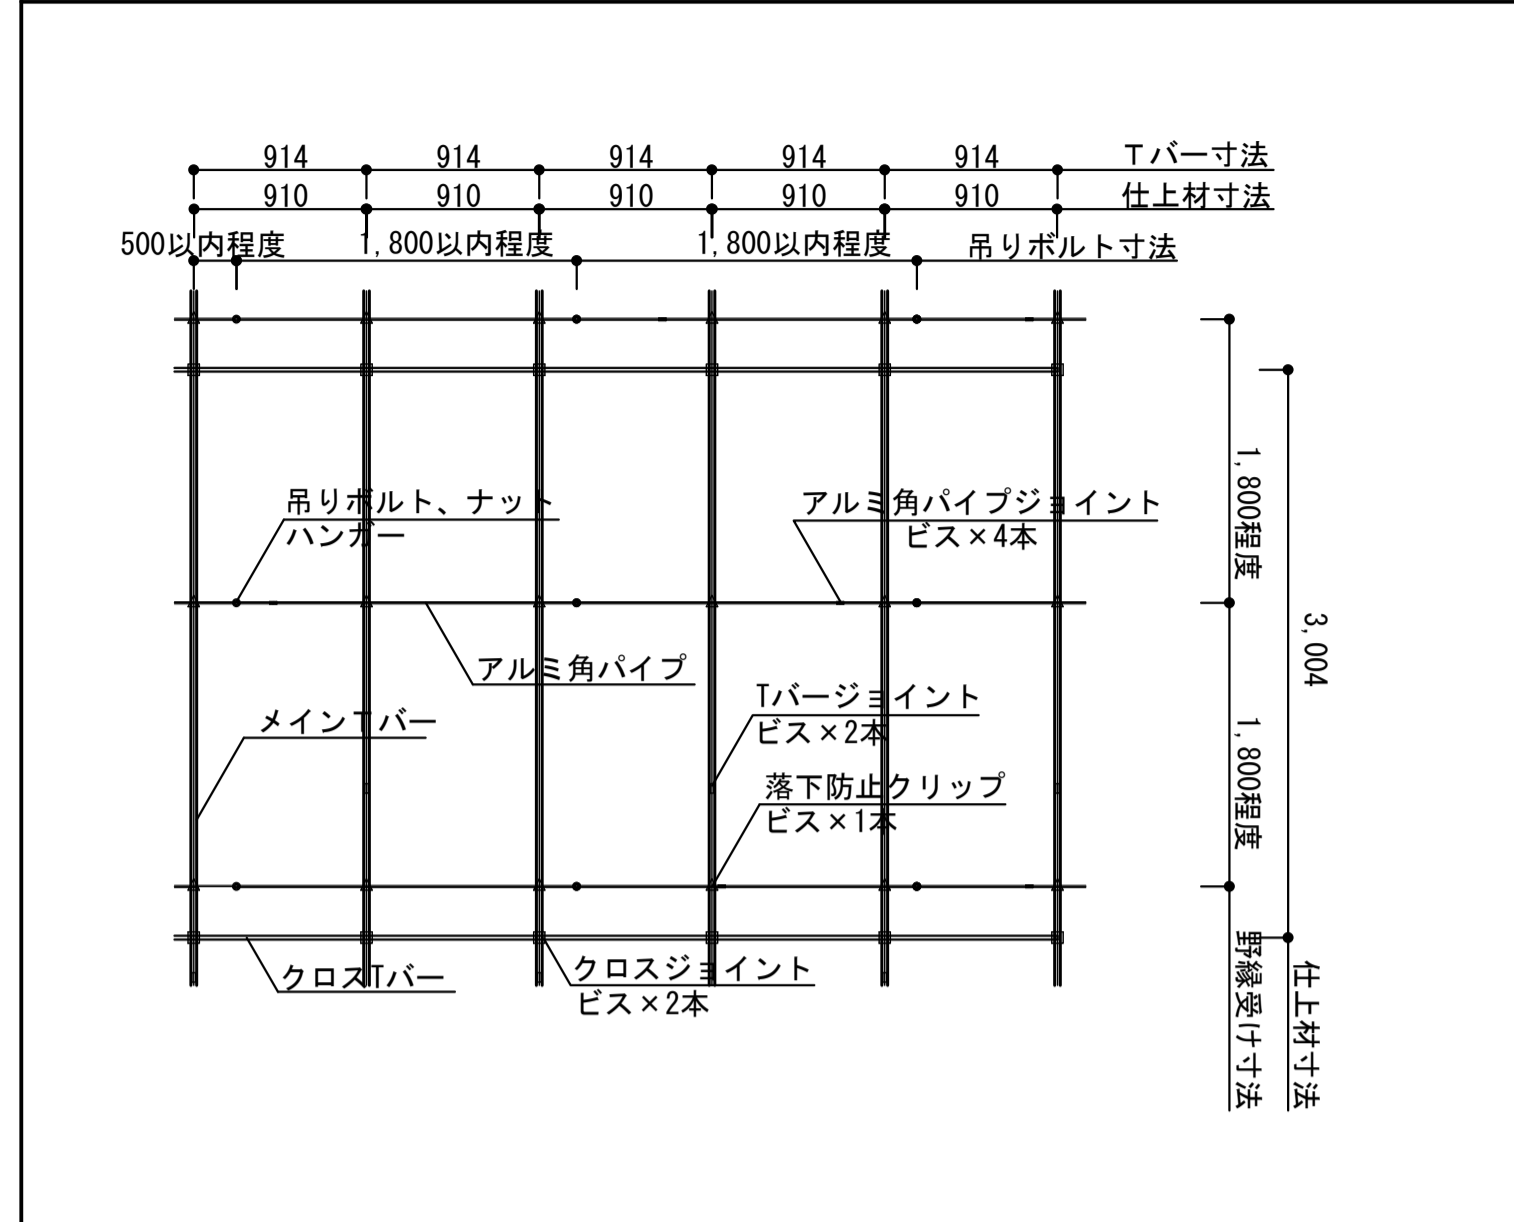 914 914 914 914 914 Tバー寸法
910 910 910 910 910 仕上材寸法
500以内程度 1,800以内程度 1,800以内程度 吊りボルト寸法
吊りボルト、ナット
ハンガー
アルミ角パイプジョイント
ビス×4本
アルミ角パイプ
メインTバー
Tバージョイント
ビス×2本
落下防止クリップ
ビス×1本
クロスTバー
クロスジョイント
ビス×2本
1,800程度
1,800程度
野縁受け寸法
3,004
仕上材寸法